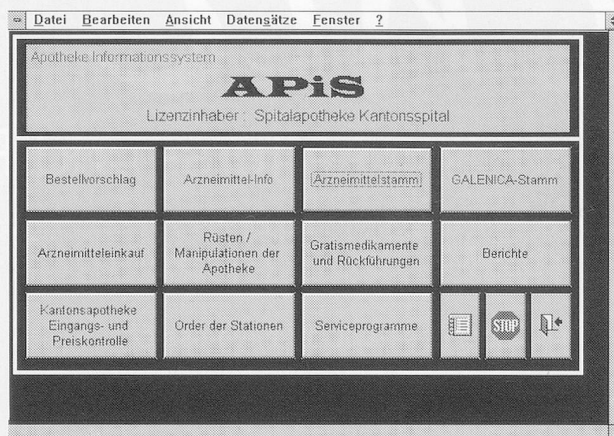 Datei Bearbeiten Ansicht Datensätze Fenster ?
Apotheke Informationssystem
APiS
Lizenzinhaber : Spitalapotheke Kantonsspital
Bestellvorschlag
Arzneimittel-Info
Arzneimittelstamm
GALENICA-Stamm
Arzneimitteleinkauf
Rüsten /
Manipulationen der
Apotheke
Gratismedikamente
und Rückführungen
Berichte
Kantonsapotheke
Eingangs- und
Preiskontrolle
Order der Stationen
Serviceprogramme
STOP